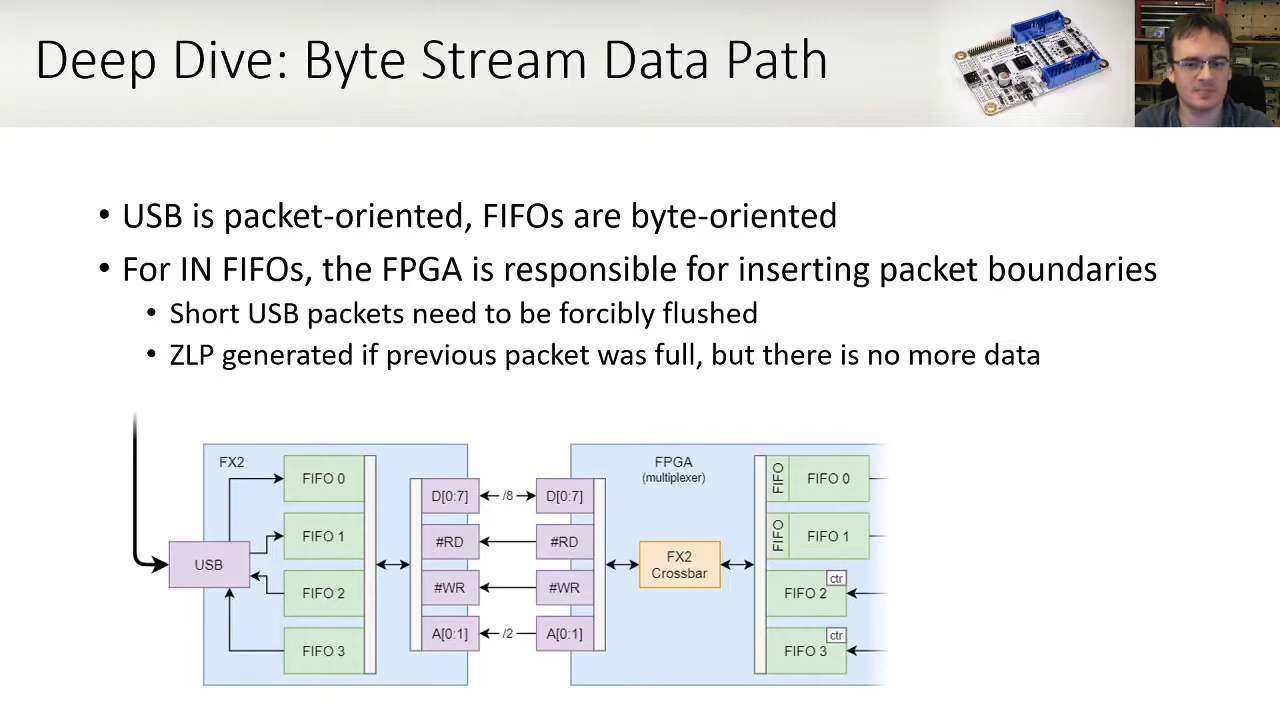 Deep Dive: Byte Stream Data Path
• USB is packet-oriented, FIFOs are byte-oriented
• For IN FIFOs, the FPGA is responsible for inserting packet boundaries
• Short USB packets need to be forcibly flushed
• ZLP generated if previous packet was full, but there is no more data
FX2
USB
FIFO 0
FIFO 1
FIFO 2
FIFO 3
D[0:7]
#RD
#WR
A[0:1]
/8
/2
D[0:7]
#RD
#WR
A[0:1]
FPGA
(multiplexer)
FX2
Crossbar
FIFO
FIFO 0
FIFO
FIFO 1
ctr
FIFO 2
ctr
FIFO 3